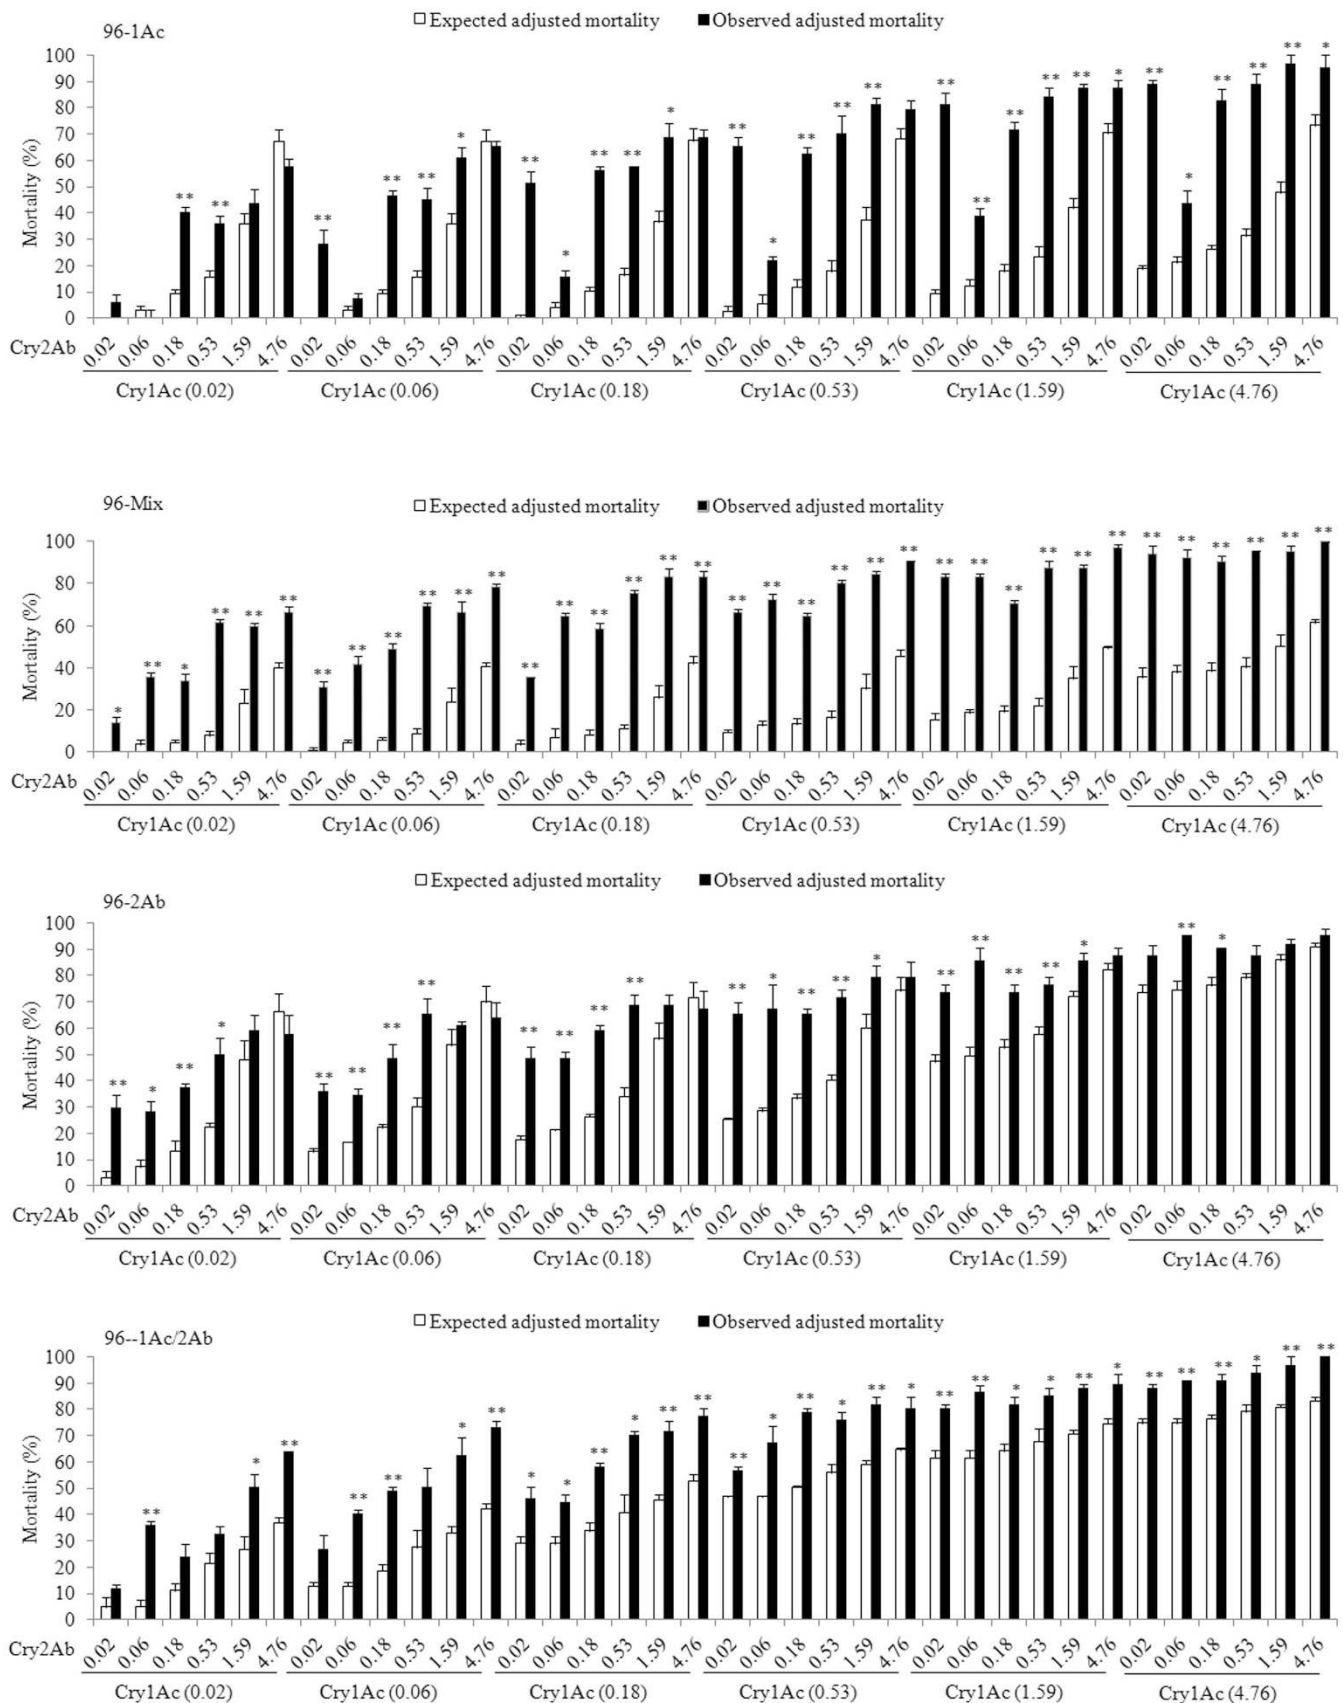 96-1Ac
Expected adjusted mortality Observed adjusted mortality
Mortality (%)
100
90
80
70
60
50
40
30
20
10
0
Cry2Ab 0.02 0.06 0.18 0.53 1.59 4.76 0.02 0.06 0.18 0.53 1.59 4.76 0.02 0.06 0.18 0.53 1.59 4.76 0.02 0.06 0.18 0.53 1.59 4.76 0.02 0.06 0.18 0.53 1.59 4.76 0.02 0.06 0.18 0.53 1.59 4.76
Cry1Ac (0.02) Cry1Ac (0.06) Cry1Ac (0.18) Cry1Ac (0.53) Cry1Ac (1.59) Cry1Ac (4.76)
96-Mix
Expected adjusted mortality Observed adjusted mortality
Mortality (%)
100
80
60
40
20
0
Cry2Ab 0.02 0.06 0.18 0.53 1.59 4.76 0.02 0.06 0.18 0.53 1.59 4.76 0.02 0.06 0.18 0.53 1.59 4.76 0.02 0.06 0.18 0.53 1.59 4.76 0.02 0.06 0.18 0.53 1.59 4.76 0.02 0.06 0.18 0.53 1.59 4.76
Cry1Ac (0.02) Cry1Ac (0.06) Cry1Ac (0.18) Cry1Ac (0.53) Cry1Ac (1.59) Cry1Ac (4.76)
Expected adjusted mortality Observed adjusted mortality
96-2Ab
Mortality (%)
100
90
80
70
60
50
40
30
20
10
0
Cry2Ab 0.02 0.06 0.18 0.53 1.59 4.76 0.02 0.06 0.18 0.53 1.59 4.76 0.02 0.06 0.18 0.53 1.59 4.76 0.02 0.06 0.18 0.53 1.59 4.76 0.02 0.06 0.18 0.53 1.59 4.76 0.02 0.06 0.18 0.53 1.59 4.76
Cry1Ac (0.02) Cry1Ac (0.06) Cry1Ac (0.18) Cry1Ac (0.53) Cry1Ac (1.59) Cry1Ac (4.76)
Expected adjusted mortality Observed adjusted mortality
96--1Ac/2Ab
Mortality (%)
100
90
80
70
60
50
40
30
20
10
0
Cry2Ab 0.02 0.06 0.18 0.53 1.59 4.76 0.02 0.06 0.18 0.53 1.59 4.76 0.02 0.06 0.18 0.53 1.59 4.76 0.02 0.06 0.18 0.53 1.59 4.76 0.02 0.06 0.18 0.53 1.59 4.76 0.02 0.06 0.18 0.53 1.59 4.76
Cry1Ac (0.02) Cry1Ac (0.06) Cry1Ac (0.18) Cry1Ac (0.53) Cry1Ac (1.59) Cry1Ac (4.76)